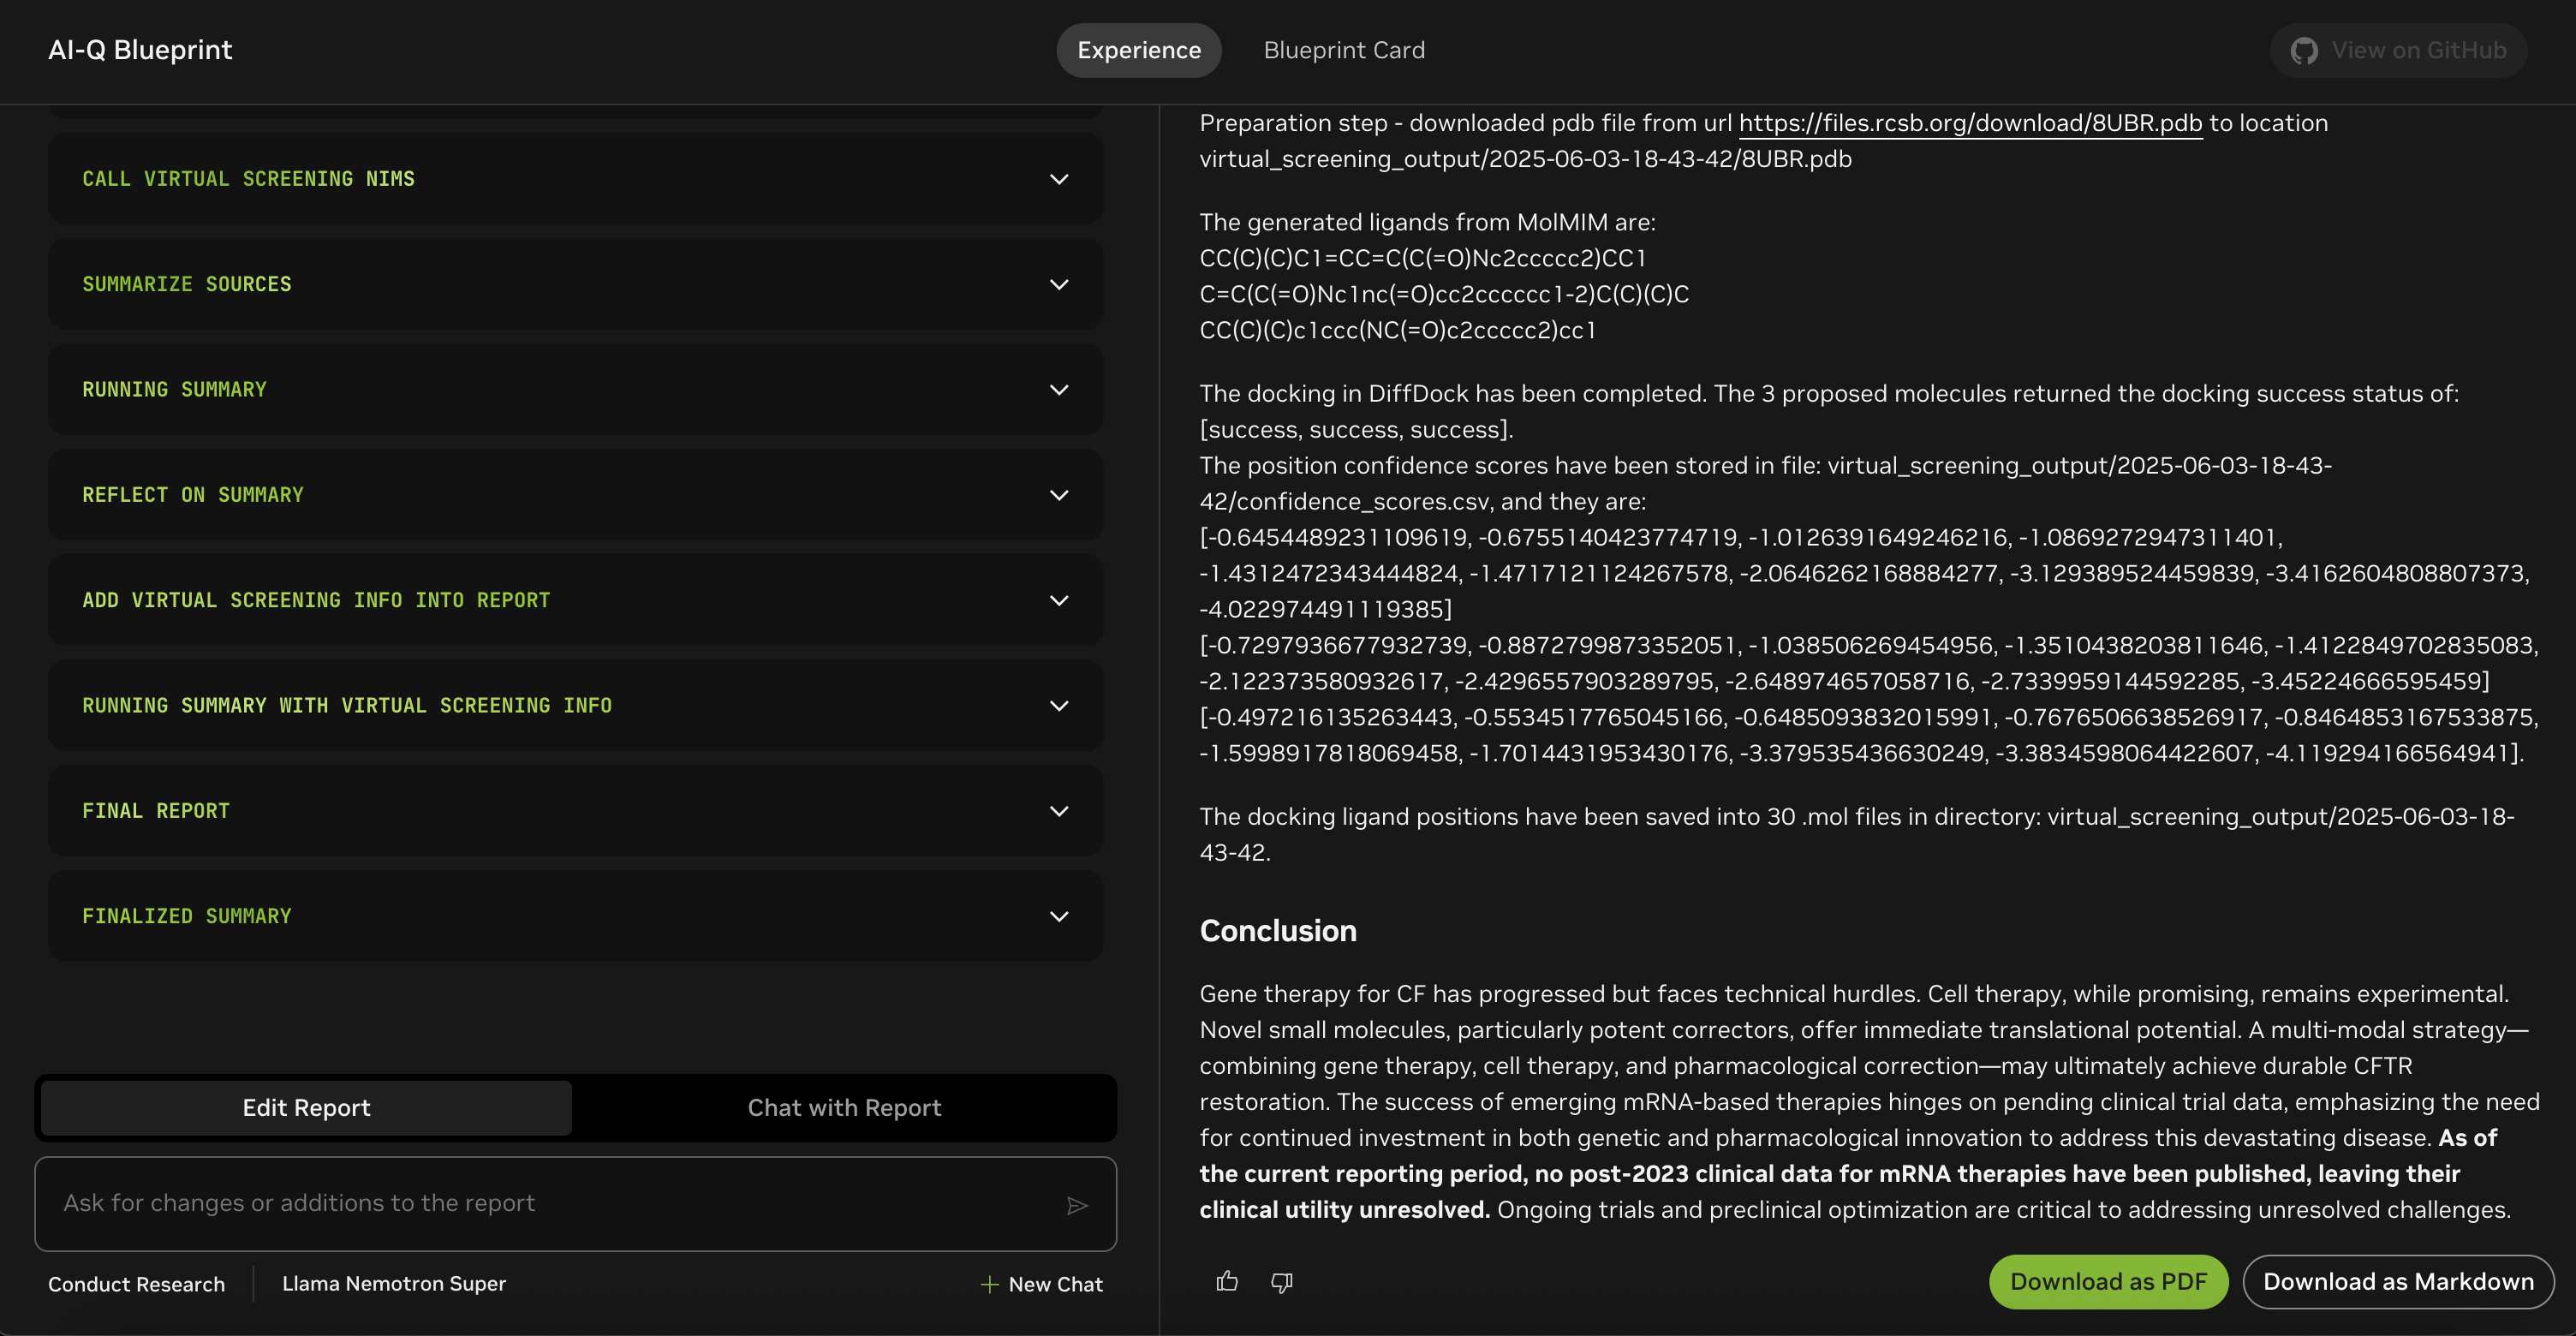 AI-Q Blueprint
Experience
Blueprint Card
View on GitHub
CALL VIRTUAL SCREENING NIMS
SUMMARIZE SOURCES
RUNNING SUMMARY
REFLECT ON SUMMARY
ADD VIRTUAL SCREENING INFO INTO REPORT
RUNNING SUMMARY WITH VIRTUAL SCREENING INFO
FINAL REPORT
FINALIZED SUMMARY
Edit Report
Chat with Report
Ask for changes or additions to the report
Conduct Research
Llama Nemotron Super
+ New Chat
Preparation step - downloaded pdb file from url https://files.rcsb.org/download/8UBR.pdb to location
virtual_screening_output/2025-06-03-18-43-42/8UBR.pdb
The generated ligands from MolMIM are:
CC(C)(C)C1=CC=C(C(=O)Nc2ccccc2)CC1
C=C(C(=O)Nc1nc(=O)cc2cccccc1-2)C(C)(C)C
CC(C)(C)c1ccc(NC(=O)c2ccccc2)cc1
The docking in DiffDock has been completed. The 3 proposed molecules returned the docking success status of:
[success, success, success].
The position confidence scores have been stored in file: virtual_screening_output/2025-06-03-18-43-
42/confidence_scores.csv, and they are:
[-0.6454489231109619, -0.6755140423774719, -1.0126391649246216, -1.0869272947311401,
-1.4312472343444824, -1.4717121124267578, -2.0646262168884277, -3.129389524459839, -3.4162604808807373,
-4.022974491119385]
[-0.7297936677932739, -0.8872799873352051, -1.038506269454956, -1.3510438203811646, -1.4122849702835083,
-2.122373580932617, -2.4296557903289795, -2.648974657058716, -2.7339959144592285, -3.45224666595459]
[-0.497216135263443, -0.5534517765045166, -0.6485093832015991, -0.7676506638526917, -0.8464853167533875,
-1.5998917818069458, -1.7014431953430176, -3.379535436630249, -3.3834598064422607, -4.119294166564941].
The docking ligand positions have been saved into 30 .mol files in directory: virtual_screening_output/2025-06-03-18-
43-42.
Conclusion
Gene therapy for CF has progressed but faces technical hurdles. Cell therapy, while promising, remains experimental.
Novel small molecules, particularly potent correctors, offer immediate translational potential. A multi-modal strategy—
combining gene therapy, cell therapy, and pharmacological correction—may ultimately achieve durable CFTR
restoration. The success of emerging mRNA-based therapies hinges on pending clinical trial data, emphasizing the need
for continued investment in both genetic and pharmacological innovation to address this devastating disease. As of
the current reporting period, no post-2023 clinical data for mRNA therapies have been published, leaving their
clinical utility unresolved. Ongoing trials and preclinical optimization are critical to addressing unresolved challenges.
Download as PDF
Download as Markdown